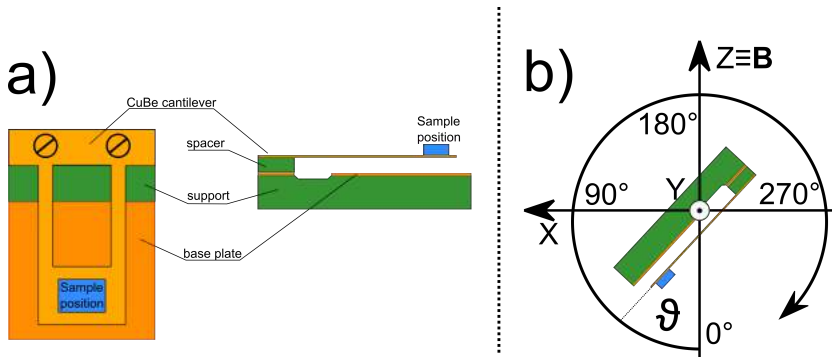 a)
CuBe cantilever
spacer
support
base plate
Sample
position
Sample
position
b)
Z≡B
180°
90°
Y
270°
X
ϑ
0°